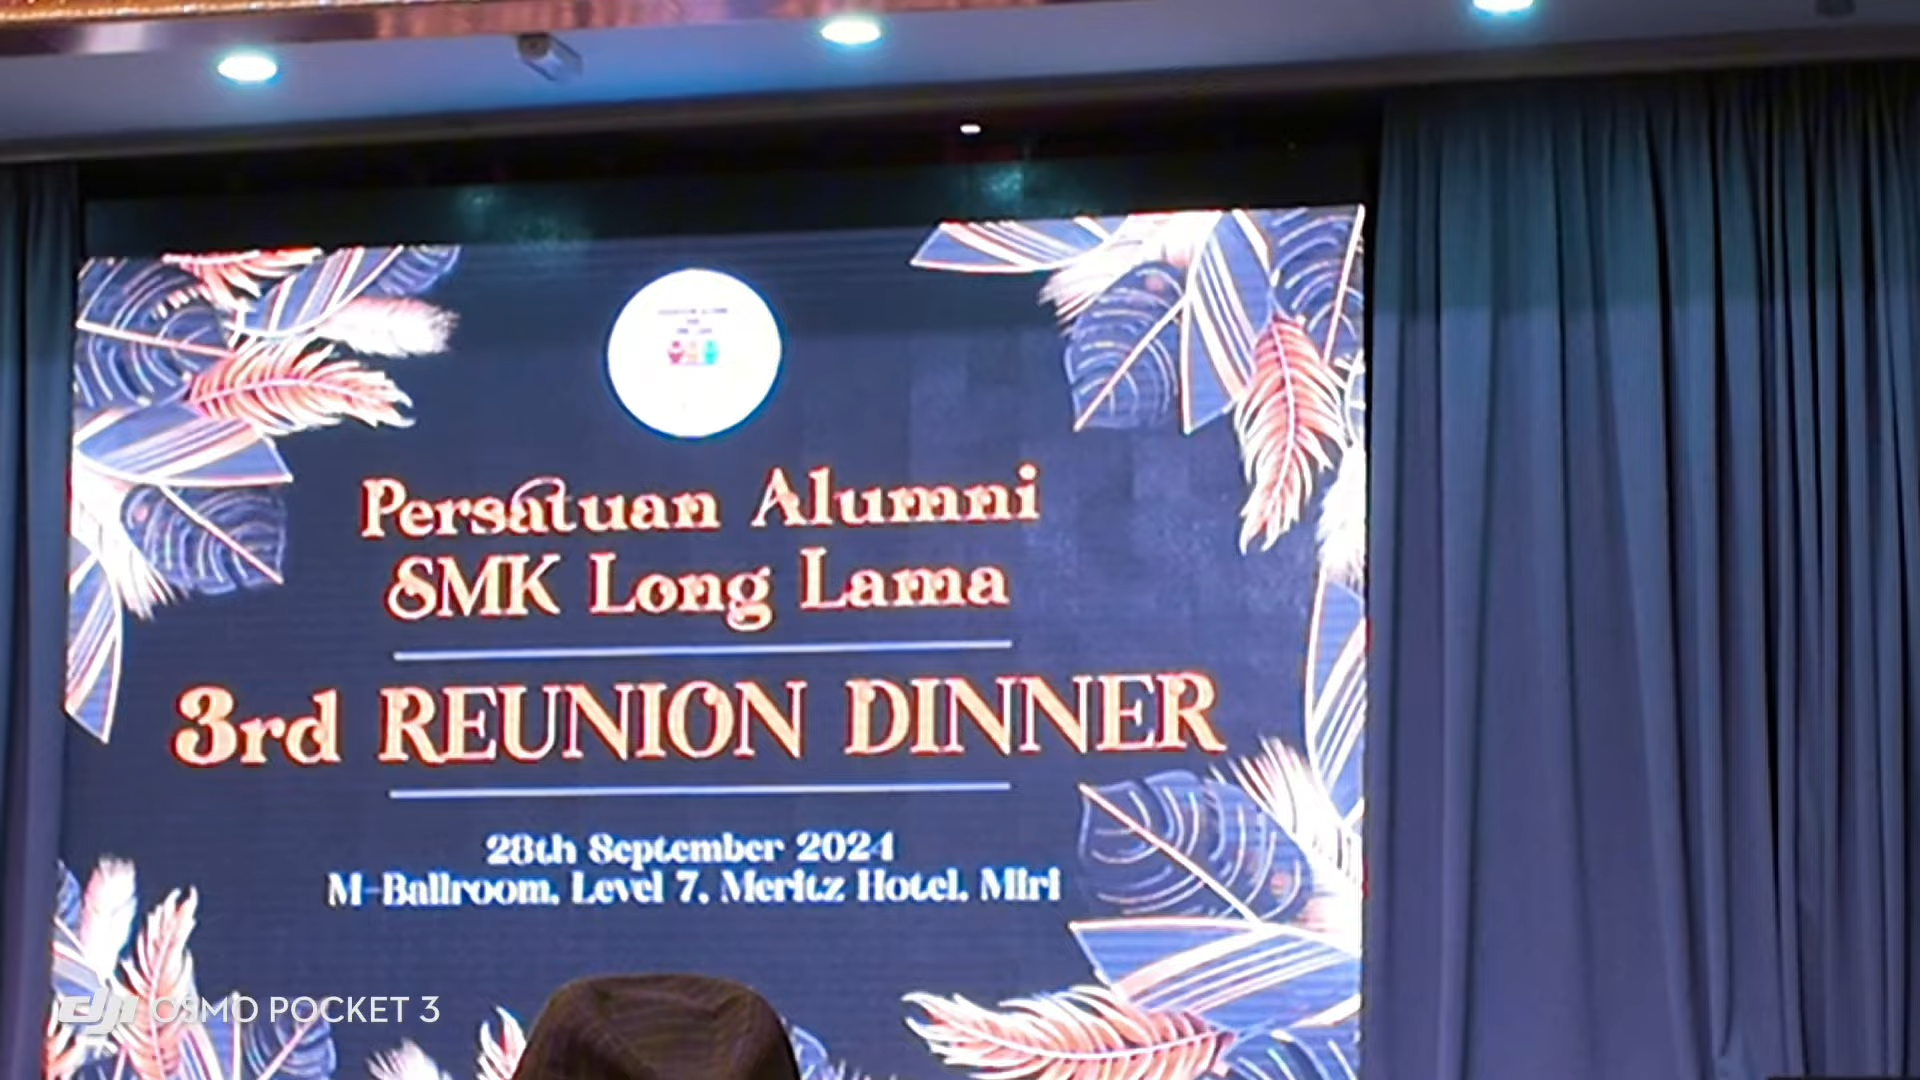 Persatuan Alumni
SMK Long Lama
3rd REUNION DINNER
28th September 2024
M-Ballroom, Level 7, Meritz Hotel, Miri
dji OSMO POCKET 3